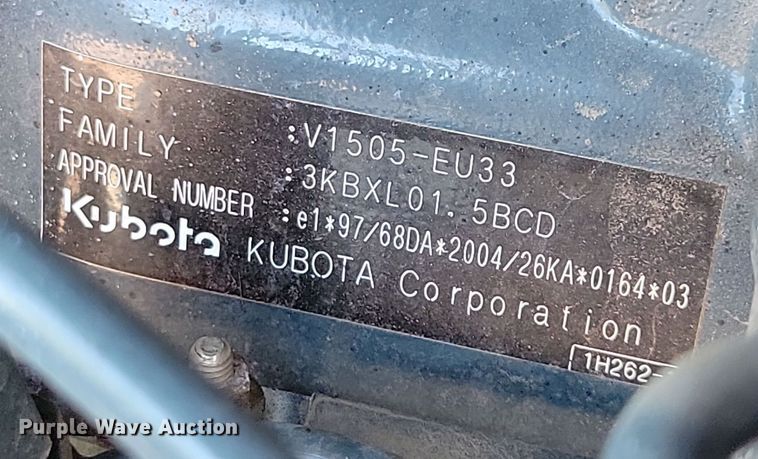 TYPE :V1505-EU33
FAMILY :3KBXL01.5BCD
APPROVAL NUMBER :e1*97/68DA*2004/26KA*0164*03
Kubota KUBOTA Corporation
1H262-
Purple Wave Auction